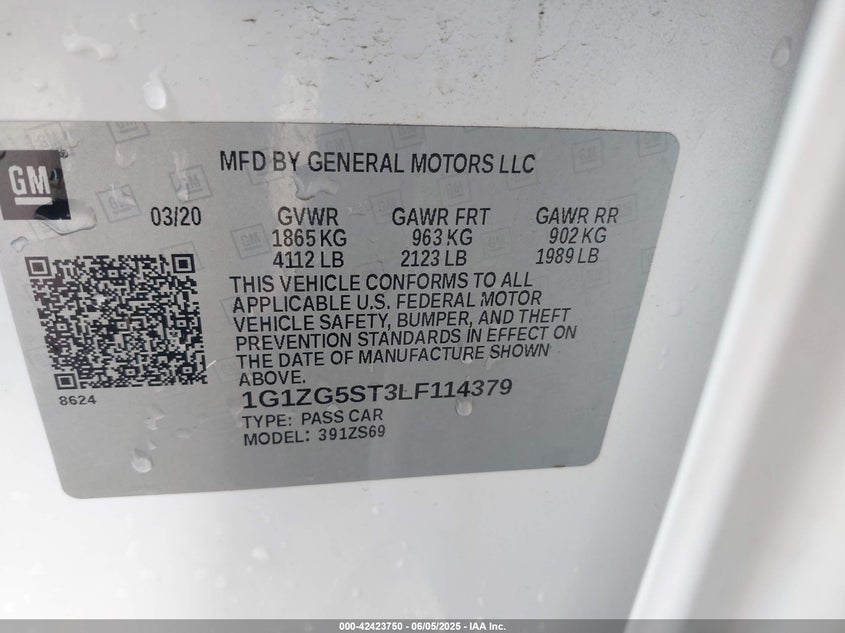 GM
MFD BY GENERAL MOTORS LLC
03/20 GVWR GAWR FRT GAWR RR
1865 KG 963 KG 902 KG
4112 LB 2123 LB 1989 LB
THIS VEHICLE CONFORMS TO ALL
APPLICABLE U.S. FEDERAL MOTOR
VEHICLE SAFETY, BUMPER, AND THEFT
PREVENTION STANDARDS IN EFFECT ON
THE DATE OF MANUFACTURE SHOWN
ABOVE.
8624
1G1ZG5ST3LF114379
TYPE: PASS CAR
MODEL: 391ZS69
000-42423750 - 06/05/2025 - IAA Inc.